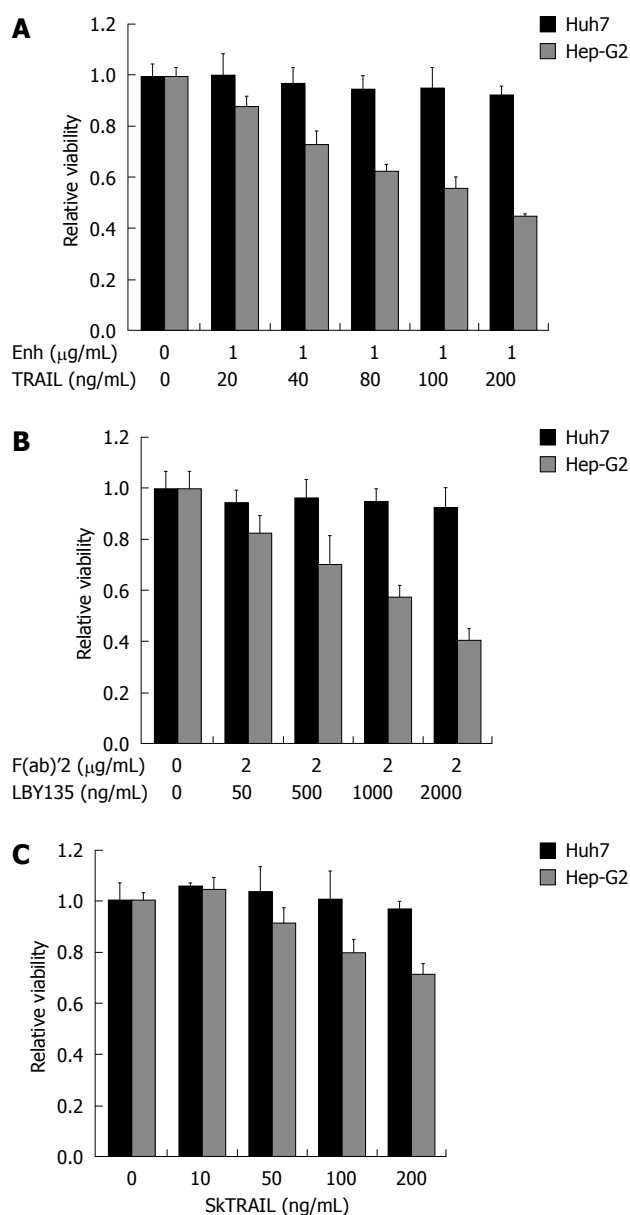 A
Huh7
Hep-G2
Relative viability
1.2
1.0
0.8
0.6
0.4
0.2
0.0
Enh (μg/mL) 0 1 1 1 1 1
TRAIL (ng/mL) 0 20 40 80 100 200
B
Huh7
Hep-G2
Relative viability
1.2
1.0
0.8
0.6
0.4
0.2
0.0
F(ab)'2 (μg/mL) 0 2 2 2 2
LBY135 (ng/mL) 0 50 500 1000 2000
C
Huh7
Hep-G2
Relative viability
1.2
1.0
0.8
0.6
0.4
0.2
0.0
0 10 50 100 200
SkTRAIL (ng/mL)